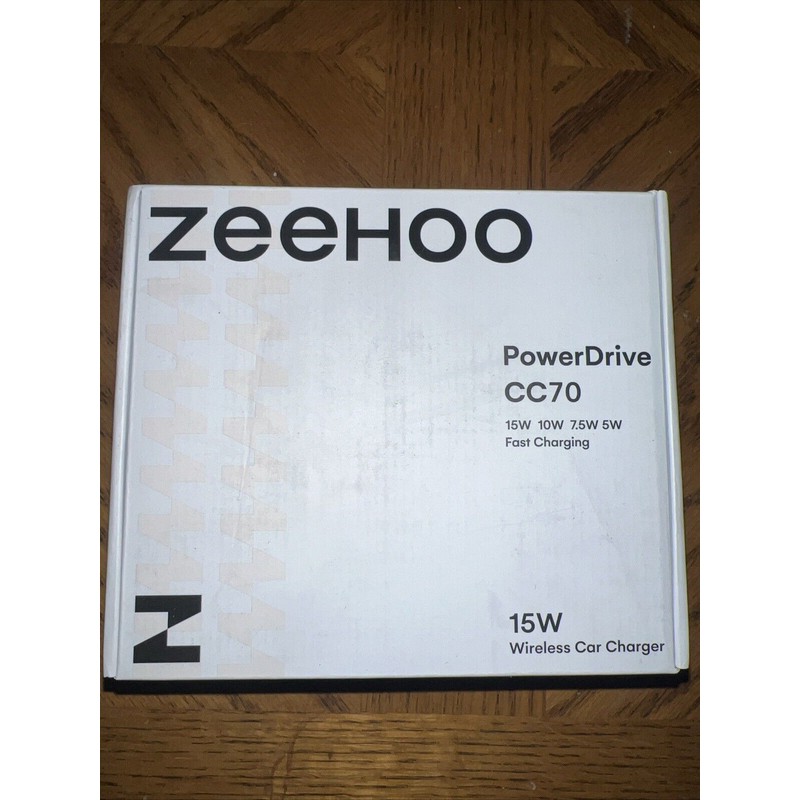 zeeHoo
PowerDrive
CC70
15W 10W 7.5W 5W
Fast Charging
Z
15W
Wireless Car Charger